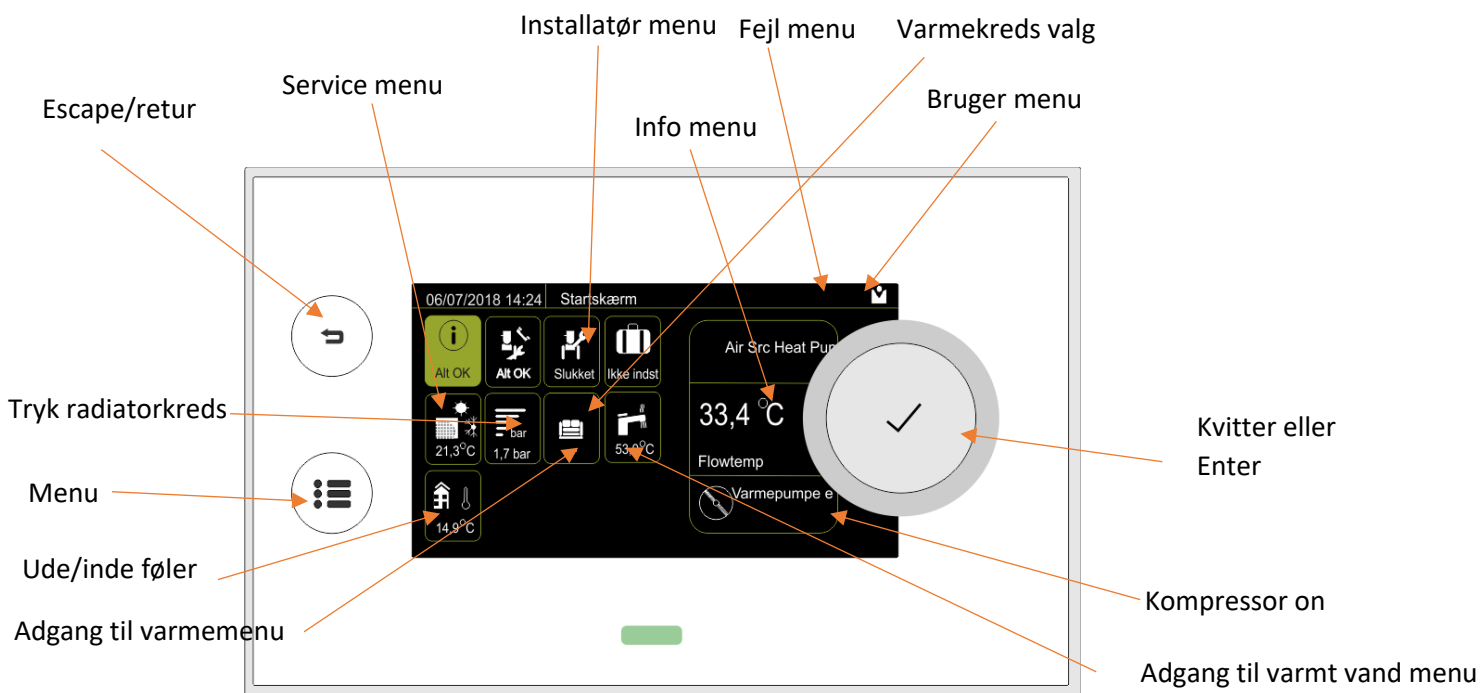 Installatør menu
Fejl menu
Varmekreds valg
Service menu
Bruger menu
Escape/retur
Info menu
06/07/2018 14:24
Startskærm
i
Alt OK
Alt OK
Slukket
Ikke indst
Air Src Heat Pum
Tryk radiatorkreds
33,4 °C
21,3°C
bar
1,7 bar
53,0°C
Flowtemp
Kvitter eller
Enter
Menu
Varmepumpe e
14,9°C
Ude/inde føler
Kompressor on
Adgang til varmemenu
Adgang til varmt vand menu